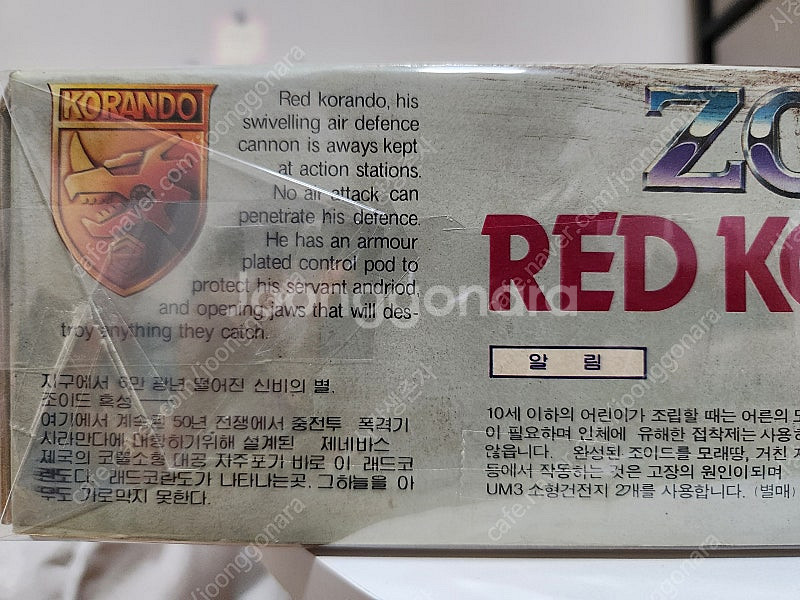 KORANDO
Red korando, his
swivelling air defence
cannon is aways kept
at action stations.
No air attack can
penetrate his defence.
He has an armour
plated control pod to
protect his servant andriod,
and opening jaws that will des-
troy anything they catch.
지구에서 6만 광년 떨어진 신비의 별,
조이드 혹성
여기에서 계속된 50년 전쟁에서 중전투 폭격기
시라만다에 대항하기위해 설계된 제네바스
제국의 코뿔소형 대공 자주포가 바로 이 래드코
란도다. 래드코란도가 나타나는곳, 그하늘을 아
무도 가로막지 못한다.
ZO
RED KO
알 림
10세 이하의 어린이가 조립할 때는 어른의 도
이 필요하며 인체에 유해한 접착제는 사용하
않읍니다. 완성된 조이드를 모래땅, 거친 자
등에서 작동하는 것은 고장의 원인이되며
UM3 소형건전지 2개를 사용합니다. (별매)
joonggonara
cafe.naver.com/joonggonara